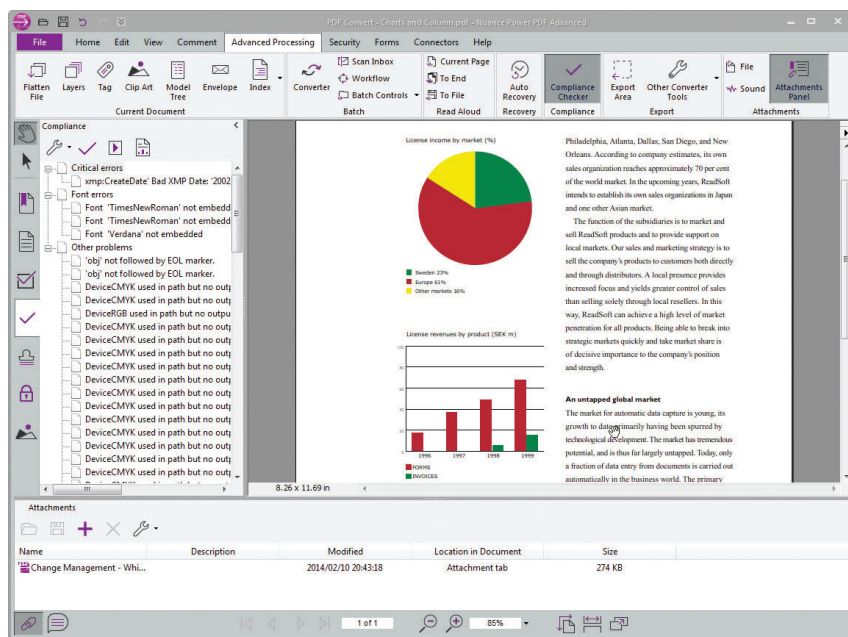 PDF
PDF Convert - Charts and Column.pdf - Nuance Power PDF Advanced
File Home Edit View Comment Advanced Processing Security Forms Connectors Help
Flatten File
Layers
Tag
Clip Art
Model Tree
Envelope
Index
Current Document
Converter
Scan Inbox
Workflow
Batch Controls
Batch
Current Page
To End
To File
Read Aloud
Auto Recovery
Recovery
Compliance Checker
Compliance
Export Area
Other Converter Tools
Export
File
Sound
Attachments Panel
Attachments
Compliance
Critical errors
xmp:CreateDate' Bad XMP Date: '2002
Font errors
Font 'TimesNewRoman' not embedd
Font 'TimesNewRoman' not embedd
Font 'Verdana' not embedded
Other problems
'obj' not followed by EOL marker.
'obj' not followed by EOL marker.
DeviceCMYK used in path but no outp
DeviceCMYK used in path but no outp
DeviceRGB used in path but no outpu
DeviceCMYK used in path but no outp
DeviceCMYK used in path but no outp
DeviceCMYK used in path but no outp
DeviceCMYK used in path but no outp
DeviceCMYK used in path but no outp
DeviceCMYK used in path but no outp
DeviceCMYK used in path but no outp
DeviceCMYK used in path but no outp
DeviceCMYK used in path but no outp
DeviceCMYK used in path but no outp
DeviceCMYK used in path but no outp
License income by market (%)
Sweden 23%
Europe 61%
Other markets 16%
License revenues by product (SEK m)
100
80
60
40
20
0
1996 1997 1998 1999
FORMS
INVOICES
Philadelphia, Atlanta, Dallas, San Diego, and New
Orleans. According to company estimates, its own
sales organization reaches approximately 70 per cent
of the world market. In the upcoming years, ReadSoft
intends to establish its own sales organizations in Japan
and one other Asian market.
The function of the subsidiaries is to market and
sell ReadSoft products and to provide support on
local markets. Our sales and marketing strategy is to
sell the company's products to customers both directly
and through distributors. A local presence provides
increased focus and yields greater control of sales
than selling solely through local resellers. In this
way, ReadSoft can achieve a high level of market
penetration for all products. Being able to break into
strategic markets quickly and take market share is
of decisive importance to the company's position
and strength.
An untapped global market
The market for automatic data capture is young, its
growth to date primarily having been spurred by
technological development. The market has tremendous
potential, and is thus far largely untapped. Today, only
a fraction of data entry from documents is carried out
automatically in the business world. The primary
8.26 x 11.69 in
Attachments
Name Description Modified Location in Document Size
Change Management - Whi... 2014/02/10 20:43:18 Attachment tab 274 KB
1 of 1 85%